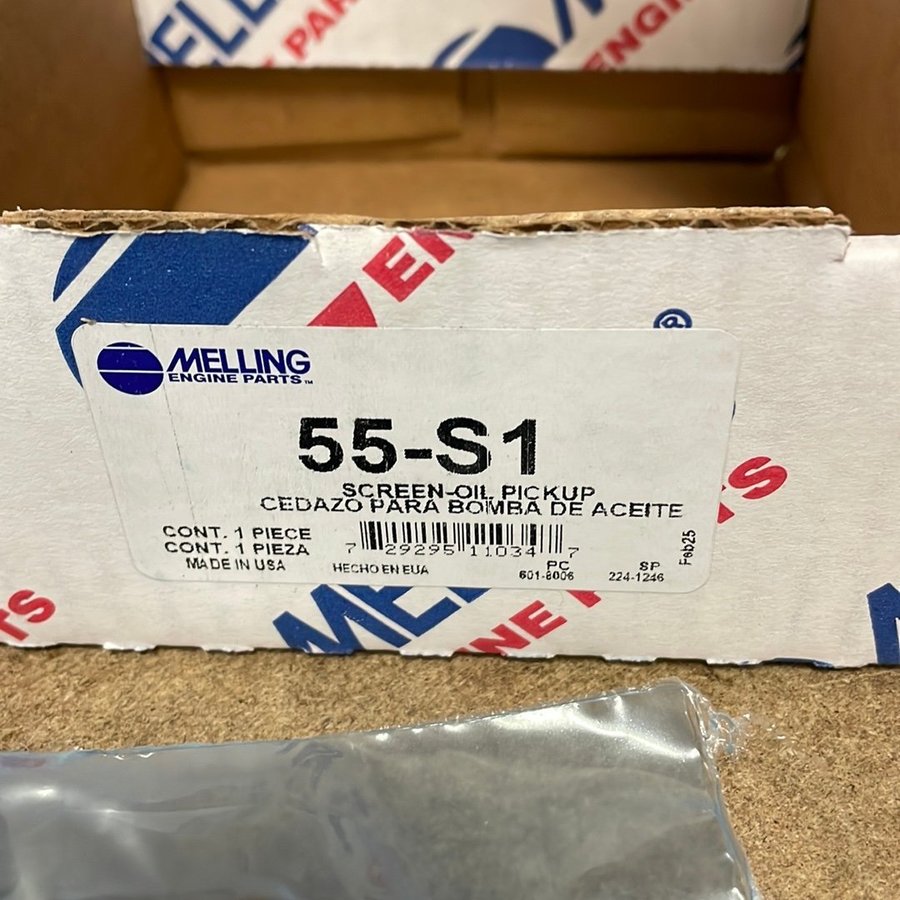 MELLING
ENGINE PARTS™
55-S1
SCREEN-OIL PICKUP
CEDAZO PARA BOMBA DE ACEITE
CONT. 1 PIECE
CONT. 1 PIEZA
MADE IN USA
7 29295 11034 7
HECHO EN EUA
PC
601-8006
SP
224-1246
Feb25